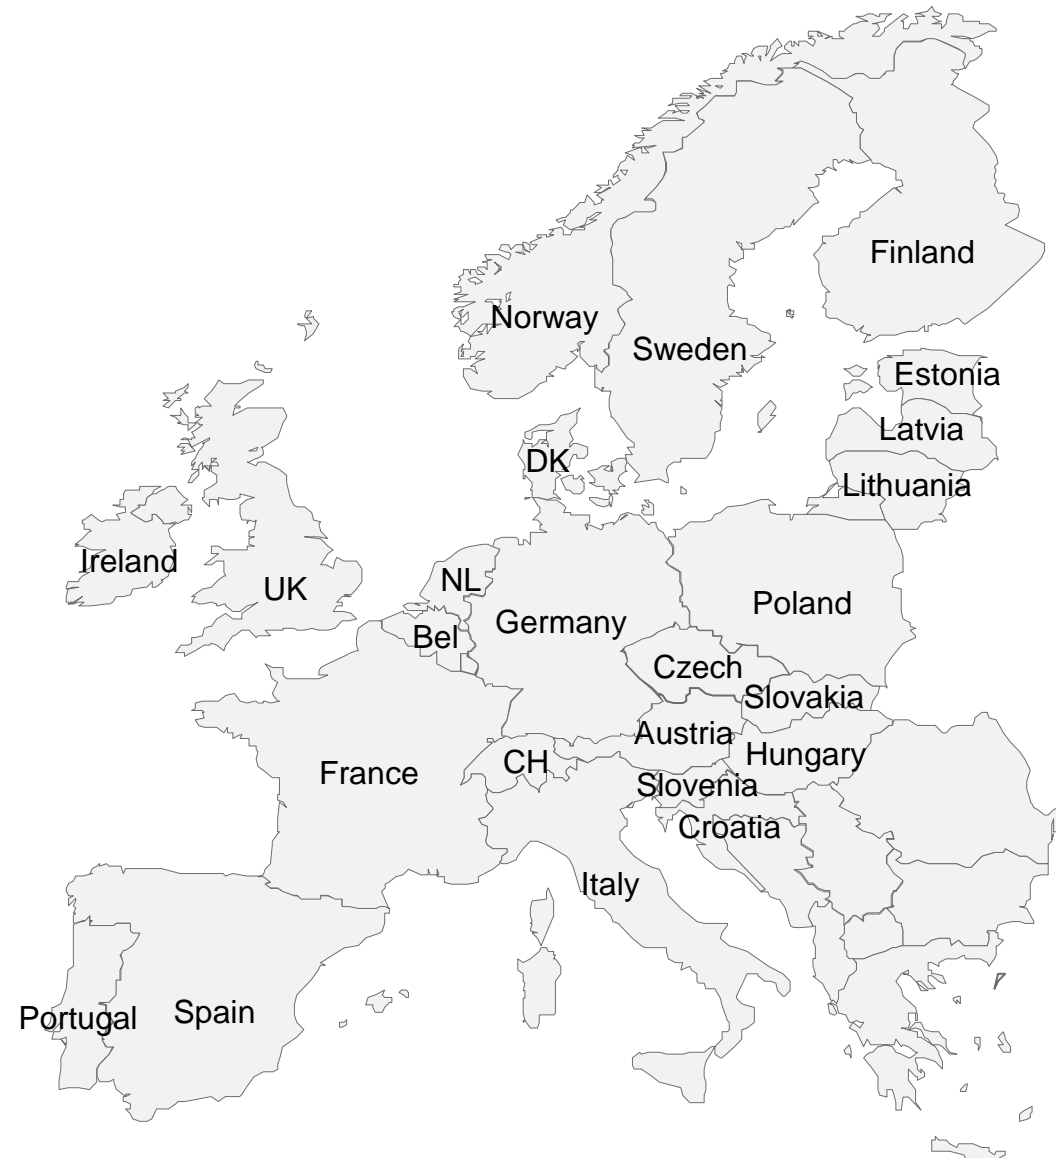 Finland
Norway
Sweden
Estonia
Latvia
DK
Lithuania
Ireland
NL
UK
Poland
Germany
Bel
Czech
Slovakia
Austria
Hungary
CH
France
Slovenia
Croatia
Italy
Spain
Portugal